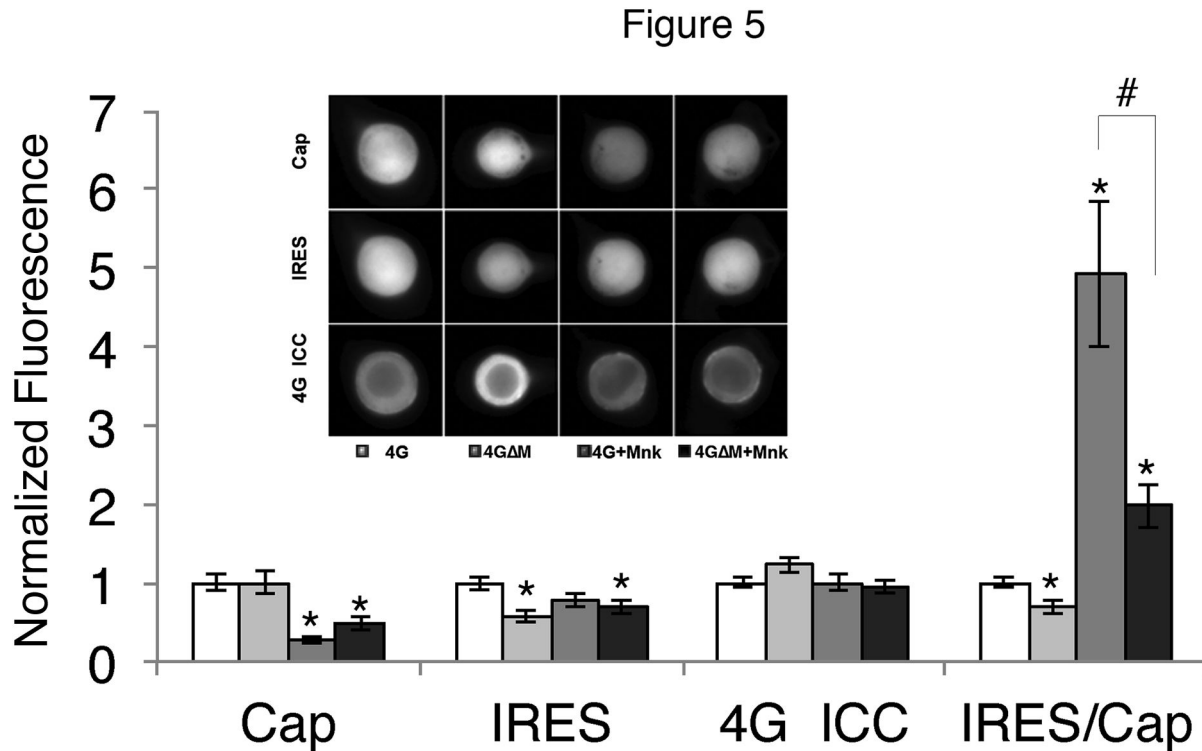 Figure 5
Normalized Fluorescence
7
6
5
4
3
2
1
0
Cap
IRES
4G ICC
4G
4GΔM
4G+Mnk
4GΔM+Mnk
#
*
*
*
*
*
*
*
Cap
IRES
4G ICC
IRES/Cap